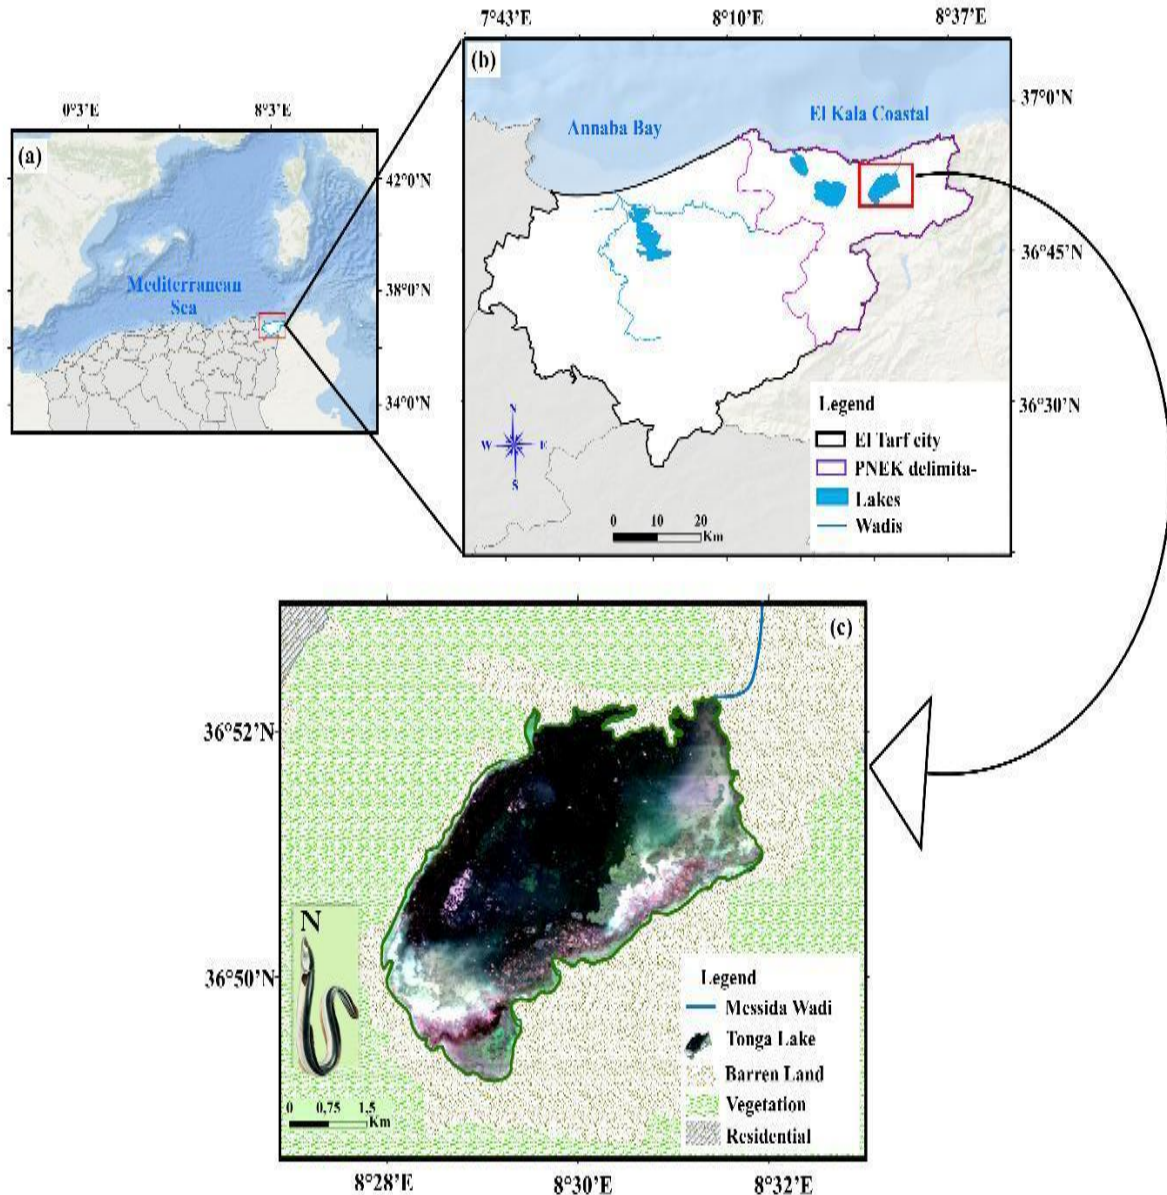 7°43’E 8°10’E 8°37’E
(b)
37°0’N
El Kala Coastal
Annaba Bay
36°45’N
36°30’N
N
W E
S
0 10 20
Km
Legend
El Tarf city
PNEK delimita-
Lakes
Wadis
0°3’E 8°3’E
(a)
42°0’N
Mediterranean
Sea
38°0’N
34°0’N
(c)
36°52’N
36°50’N
N
0 0,75 1,5
Km
Legend
Messida Wadi
Tonga Lake
Barren Land
Vegetation
Residential
8°28’E 8°30’E 8°32’E